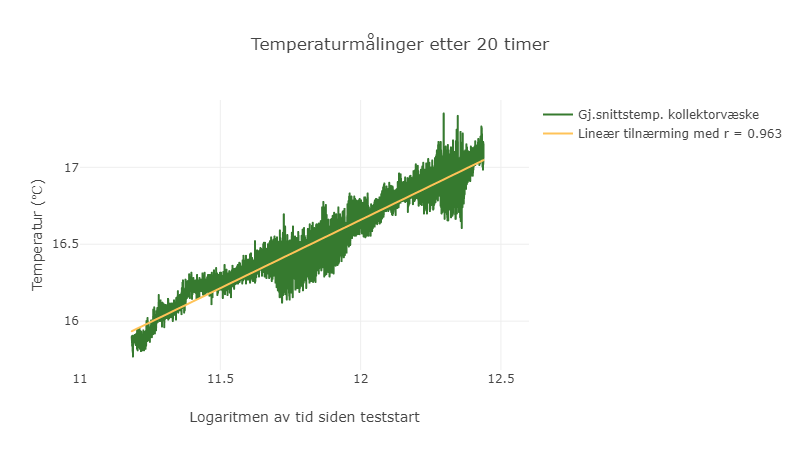 Temperaturmålinger etter 20 timer
Gj.snittstemp. kollektorvæske
Lineær tilnærming med r = 0.963
Temperatur (℃)
17
16.5
16
11
11.5
12
12.5
Logaritmen av tid siden teststart